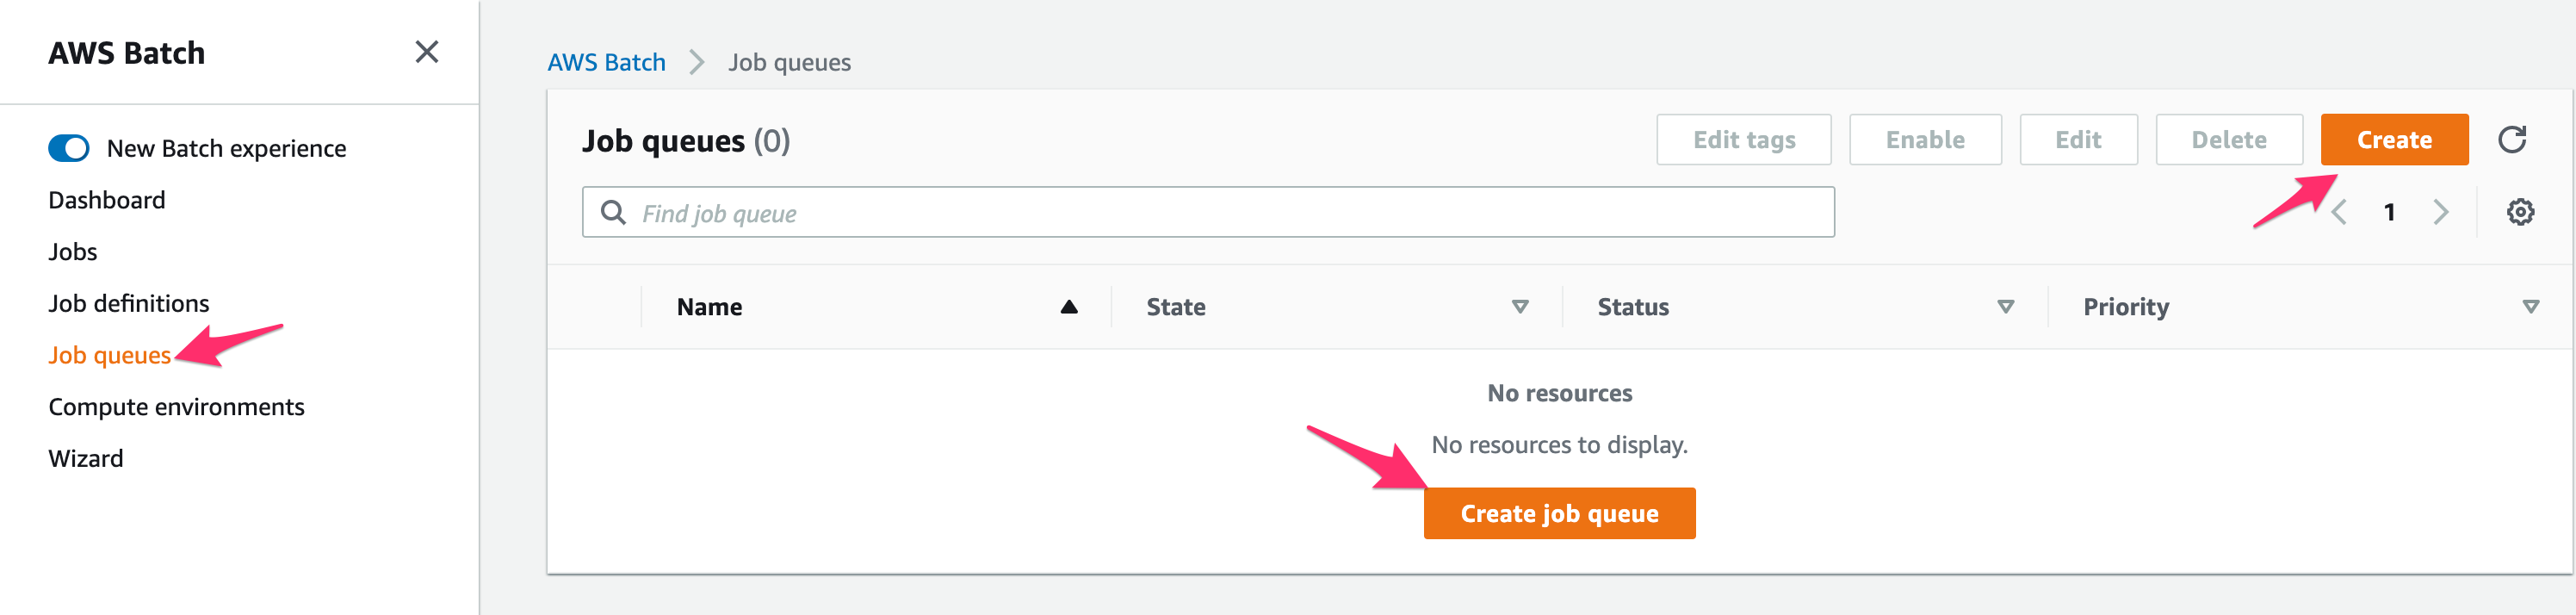 AWS Batch
New Batch experience
Dashboard
Jobs
Job definitions
Job queues
Compute environments
Wizard
AWS Batch Job queues
Job queues (0) Edit tags Enable Edit Delete Create
Find job queue 1
Name State Status Priority
No resources
No resources to display.
Create job queue